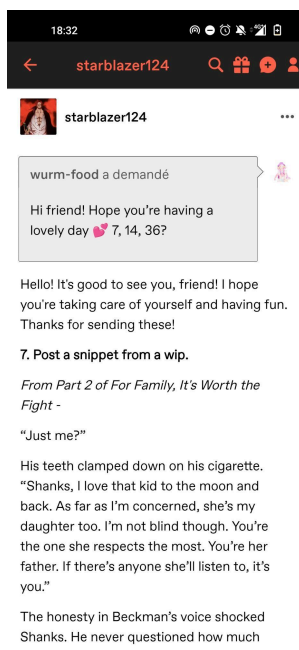 18:32
starblazer124
starblazer124
wurm-food a demandé
Hi friend! Hope you're having a
lovely day 💕 7, 14, 36?
Hello! It's good to see you, friend! I hope
you're taking care of yourself and having fun.
Thanks for sending these!
7. Post a snippet from a wip.
From Part 2 of For Family, It's Worth the
Fight -
“Just me?”
His teeth clamped down on his cigarette.
“Shanks, I love that kid to the moon and
back. As far as I’m concerned, she’s my
daughter too. I’m not blind though. You’re
the one she respects the most. You’re her
father. If there’s anyone she’ll listen to, it’s
you.”
The honesty in Beckman’s voice shocked
Shanks. He never questioned how much